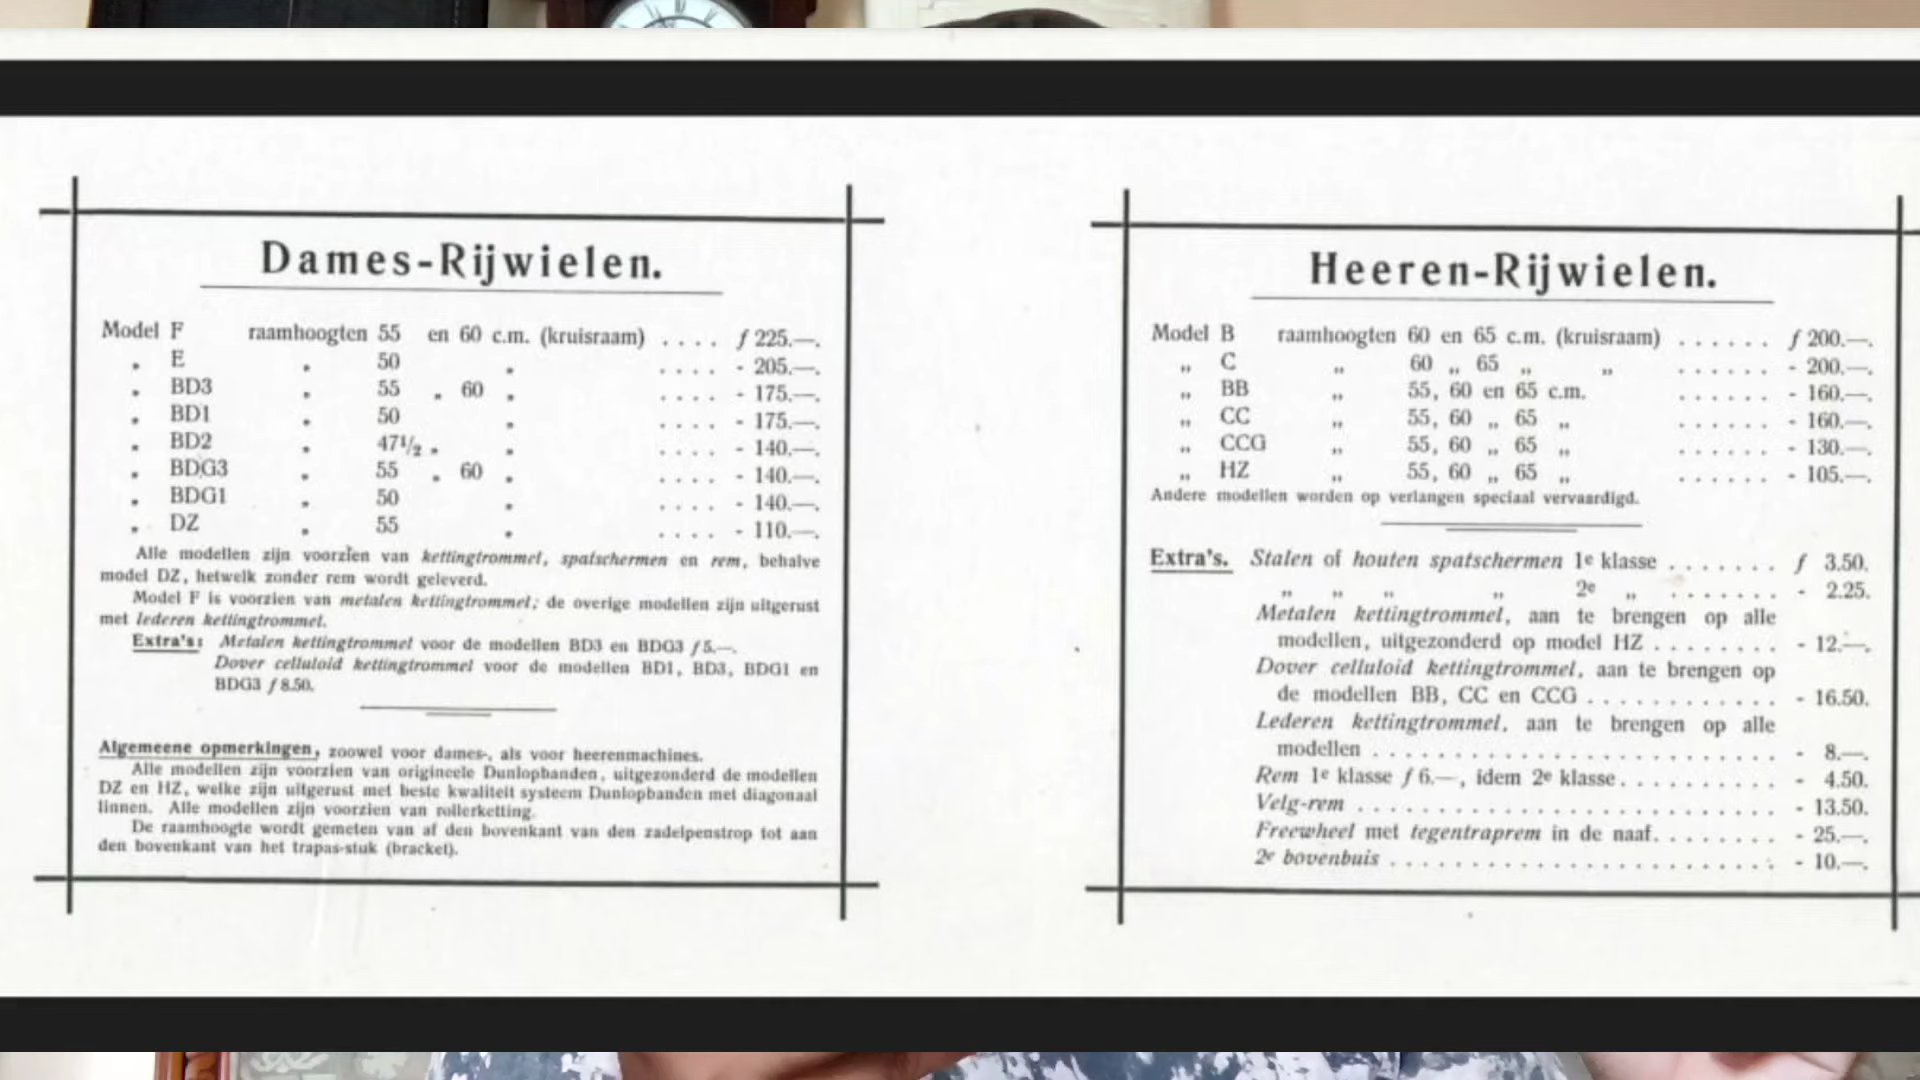 Dames-Rijwielen.
Model F raamhoogten 55 en 60 c.m. (kruisraam) .... f 225.—.
„ E „ 50 „ .... - 205.—.
„ BD3 „ 55 „ 60 „ .... - 175.—.
„ BD1 „ 50 „ .... - 175.—.
„ BD2 „ 47½ „ „ .... - 140.—.
„ BDG3 „ 55 „ 60 „ .... - 140.—.
„ BDG1 „ 50 „ .... - 140.—.
„ DZ „ 55 „ .... - 110.—.
Alle modellen zijn voorzien van kettingtrommel, spatschermen en rem, behalve
model DZ, hetwelk zonder rem wordt geleverd.
Model F is voorzien van metalen kettingtrommel; de overige modellen zijn uitgerust
met lederen kettingtrommel.
Extra's: Metalen kettingtrommel voor de modellen BD3 en BDG3 f 5.—.
Dover celluloid kettingtrommel voor de modellen BD1, BD3, BDG1 en
BDG3 f 8.50.
Algemeene opmerkingen, zoowel voor dames-, als voor heerenmachines.
Alle modellen zijn voorzien van origineele Dunlopbanden, uitgezonderd de modellen
DZ en HZ, welke zijn uitgerust met beste kwaliteit systeem Dunlopbanden met diagonaal
linnen. Alle modellen zijn voorzien van rollerketting.
De raamhoogte wordt gemeten van af den bovenkant van den zadelpenstrop tot aan
den bovenkant van het trapas-stuk (bracket).
Heeren-Rijwielen.
Model B raamhoogten 60 en 65 c.m. (kruisraam) ...... f 200.—.
„ C „ 60 „ 65 „ „ ...... - 200.—.
„ BB „ 55, 60 en 65 c.m. ...... - 160.—.
„ CC „ 55, 60 „ 65 „ ...... - 160.—.
„ CCG „ 55, 60 „ 65 „ ...... - 130.—.
„ HZ „ 55, 60 „ 65 „ ...... - 105.—.
Andere modellen worden op verlangen speciaal vervaardigd.
Extra's. Stalen of houten spatschermen 1e klasse ....... f 3.50.
„ „ „ „ 2e „ ....... - 2.25.
Metalen kettingtrommel, aan te brengen op alle
modellen, uitgezonderd op model HZ ........ - 12.—.
Dover celluloid kettingtrommel, aan te brengen op
de modellen BB, CC en CCG ............ - 16.50.
Lederen kettingtrommel, aan te brengen op alle
modellen .............................. - 8.—.
Rem 1e klasse f 6.—, idem 2e klasse........... - 4.50.
Velg-rem ............................... - 13.50.
Freewheel met tegentraprem in de naaf......... - 25.—.
2e bovenbuis ............................ - 10.—.